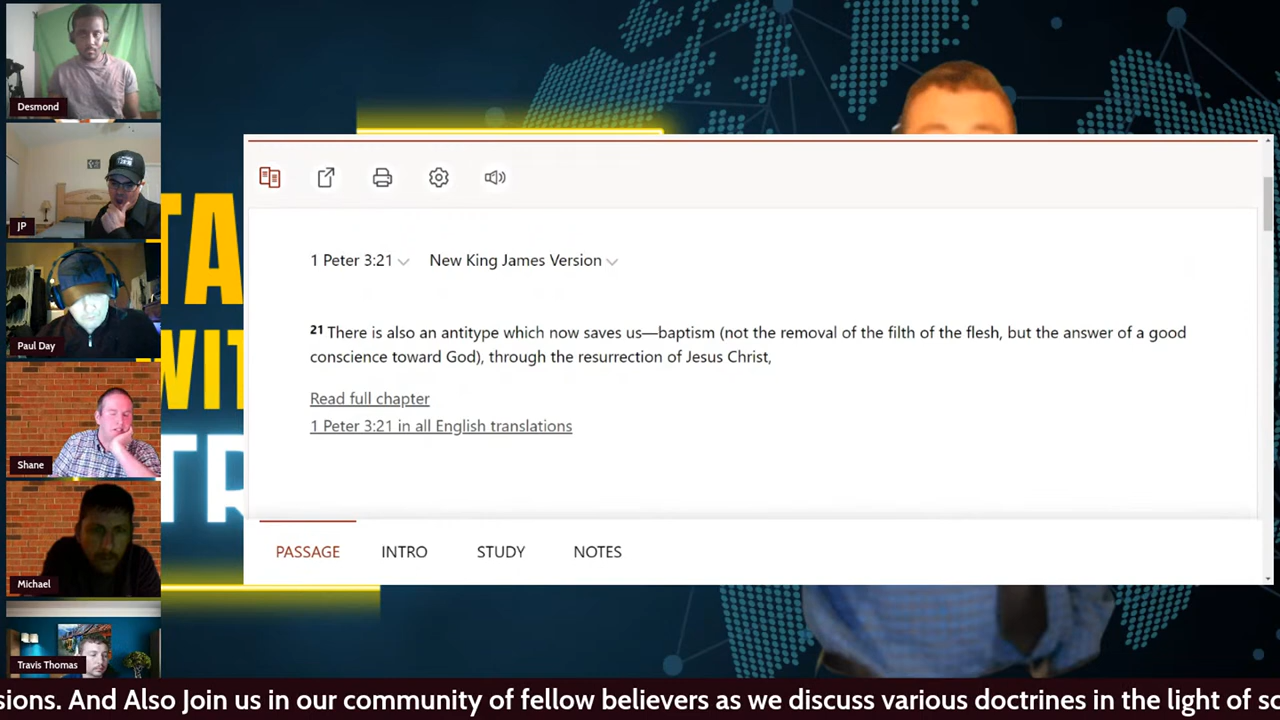 Desmond
JP
Paul Day
Shane
Michael
Travis Thomas
TA
WIT
TR
1 Peter 3:21
New King James Version
21 There is also an antitype which now saves us—baptism (not the removal of the filth of the flesh, but the answer of a good
conscience toward God), through the resurrection of Jesus Christ,
Read full chapter
1 Peter 3:21 in all English translations
PASSAGE INTRO STUDY NOTES
sions. And Also Join us in our community of fellow believers as we discuss various doctrines in the light of sc